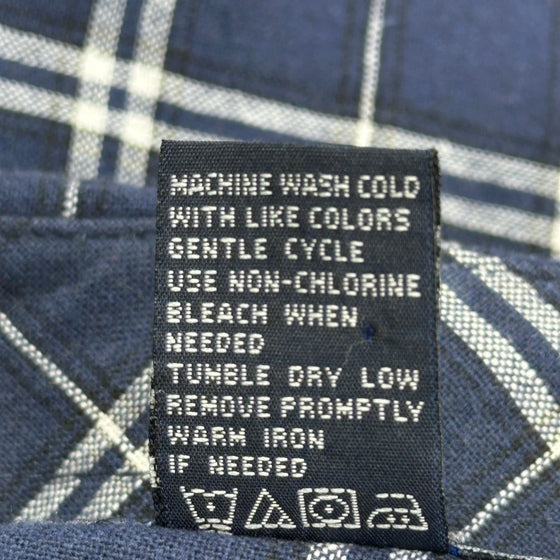 MACHINE WASH COLD
WITH LIKE COLORS
GENTLE CYCLE
USE NON-CHLORINE
BLEACH WHEN
NEEDED
TUMBLE DRY LOW
REMOVE PROMPTLY
WARM IRON
IF NEEDED